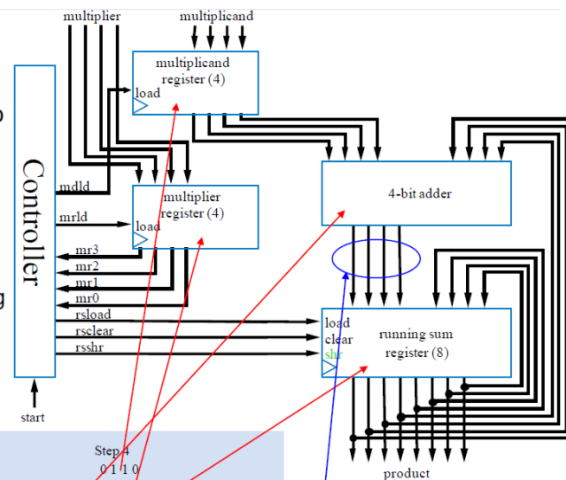 multiplier
multiplicand
multiplicand
register (4)
load
Controller
mdld
mrld
multiplier
register (4)
load
4-bit adder
mr3
mr2
mr1
mr0
rsload
rsclear
rsshr
load
clear
shr
running sum
register (8)
start
Step 4
0 1 1 0
product